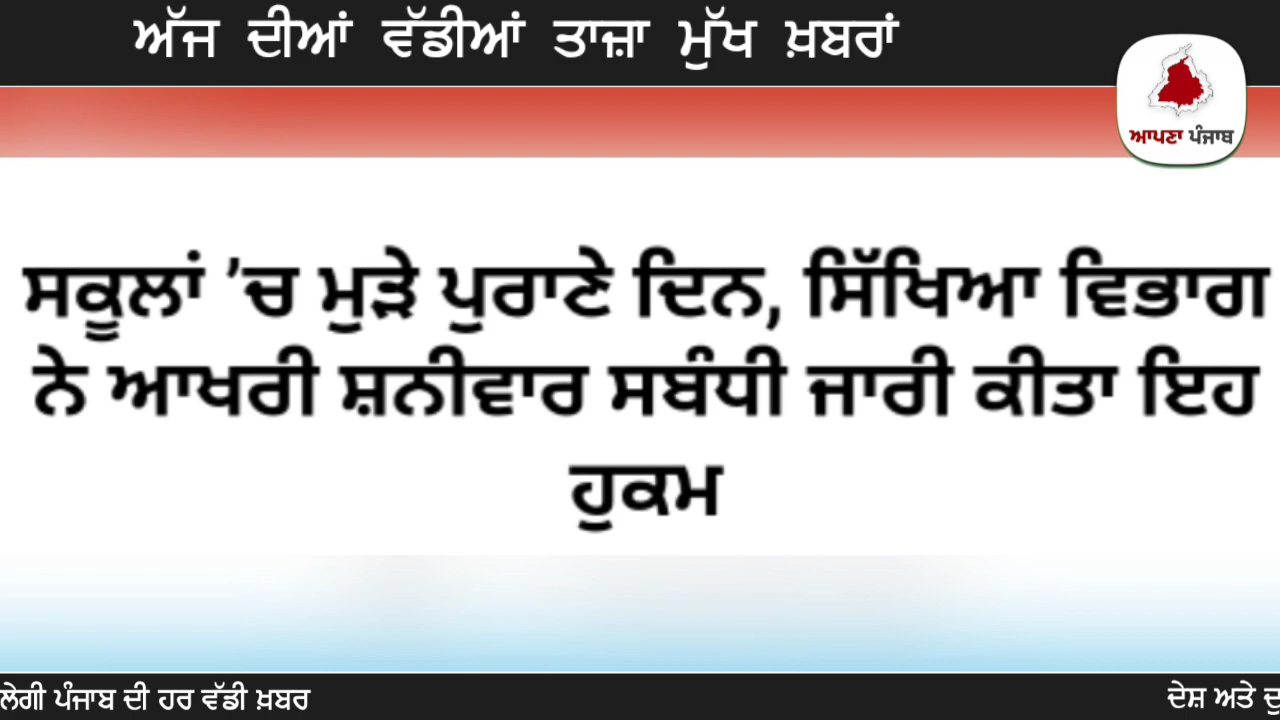 ਅੱਜ ਦੀਆਂ ਵੱਡੀਆਂ ਤਾਜ਼ਾ ਮੁੱਖ ਖ਼ਬਰਾਂ
ਆਪਣਾ ਪੰਜਾਬ
ਸਕੂਲਾਂ ’ਚ ਮੁੜੇ ਪੁਰਾਣੇ ਦਿਨ, ਸਿੱਖਿਆ ਵਿਭਾਗ
ਨੇ ਆਖਰੀ ਸ਼ਨੀਵਾਰ ਸਬੰਧੀ ਜਾਰੀ ਕੀਤਾ ਇਹ
ਹੁਕਮ
ਲੇਗੀ ਪੰਜਾਬ ਦੀ ਹਰ ਵੱਡੀ ਖ਼ਬਰ ਦੇਸ਼ ਅਤੇ ਦੁ